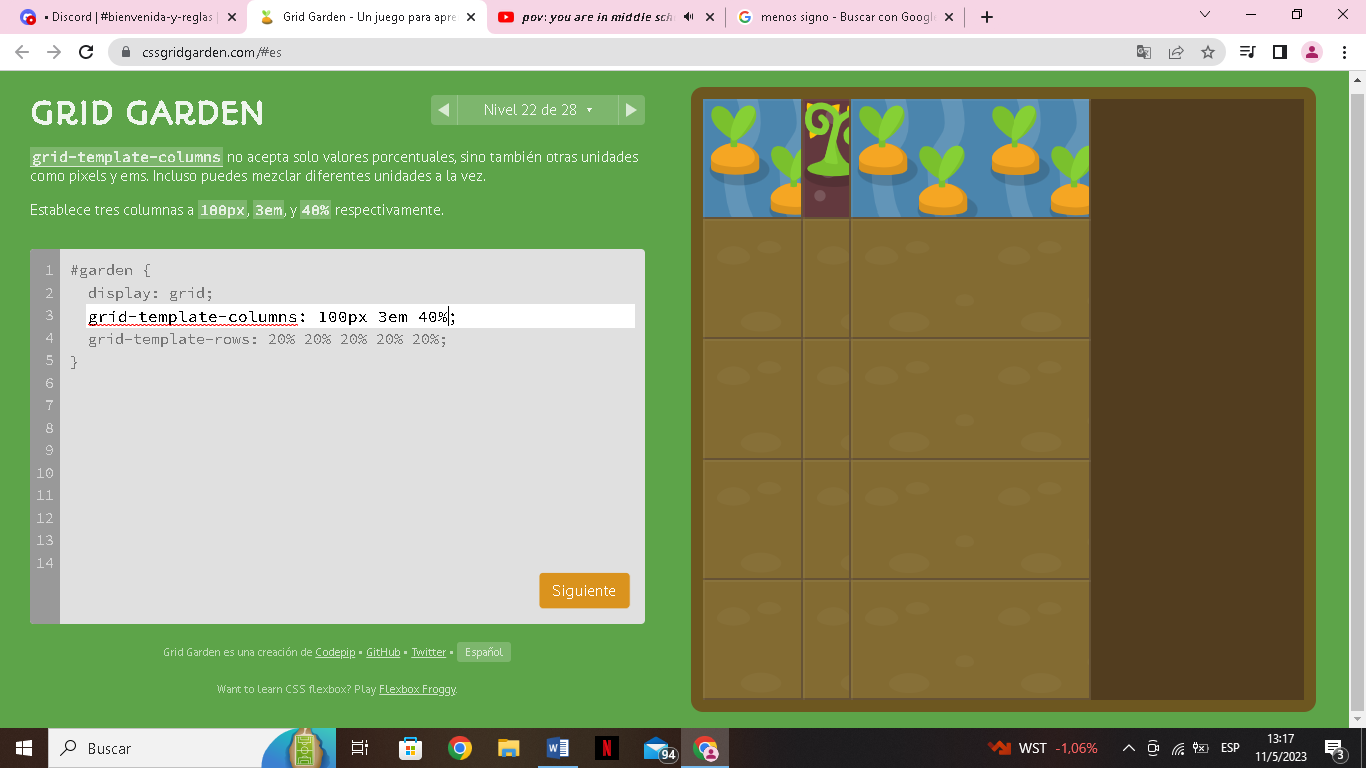 • Discord | #bienvenida-y-reglas |
Grid Garden - Un juego para apre
pov: you are in middle sch
menos signo - Buscar con Google
cssgridgarden.com/#es
GRID GARDEN
Nivel 22 de 28
grid-template-columns no acepta solo valores porcentuales, sino también otras unidades
como pixels y ems. Incluso puedes mezclar diferentes unidades a la vez.
Establece tres columnas a 100px, 3em, y 40% respectivamente.
1 #garden {
2 display: grid;
3 grid-template-columns: 100px 3em 40%;
4 grid-template-rows: 20% 20% 20% 20% 20%;
5 }
6
7
8
9
10
11
12
13
14
Siguiente
Grid Garden es una creación de Codepip • GitHub • Twitter • Español
Want to learn CSS flexbox? Play Flexbox Froggy.
Buscar
94
WST -1,06%
ESP
13:17
11/5/2023
3